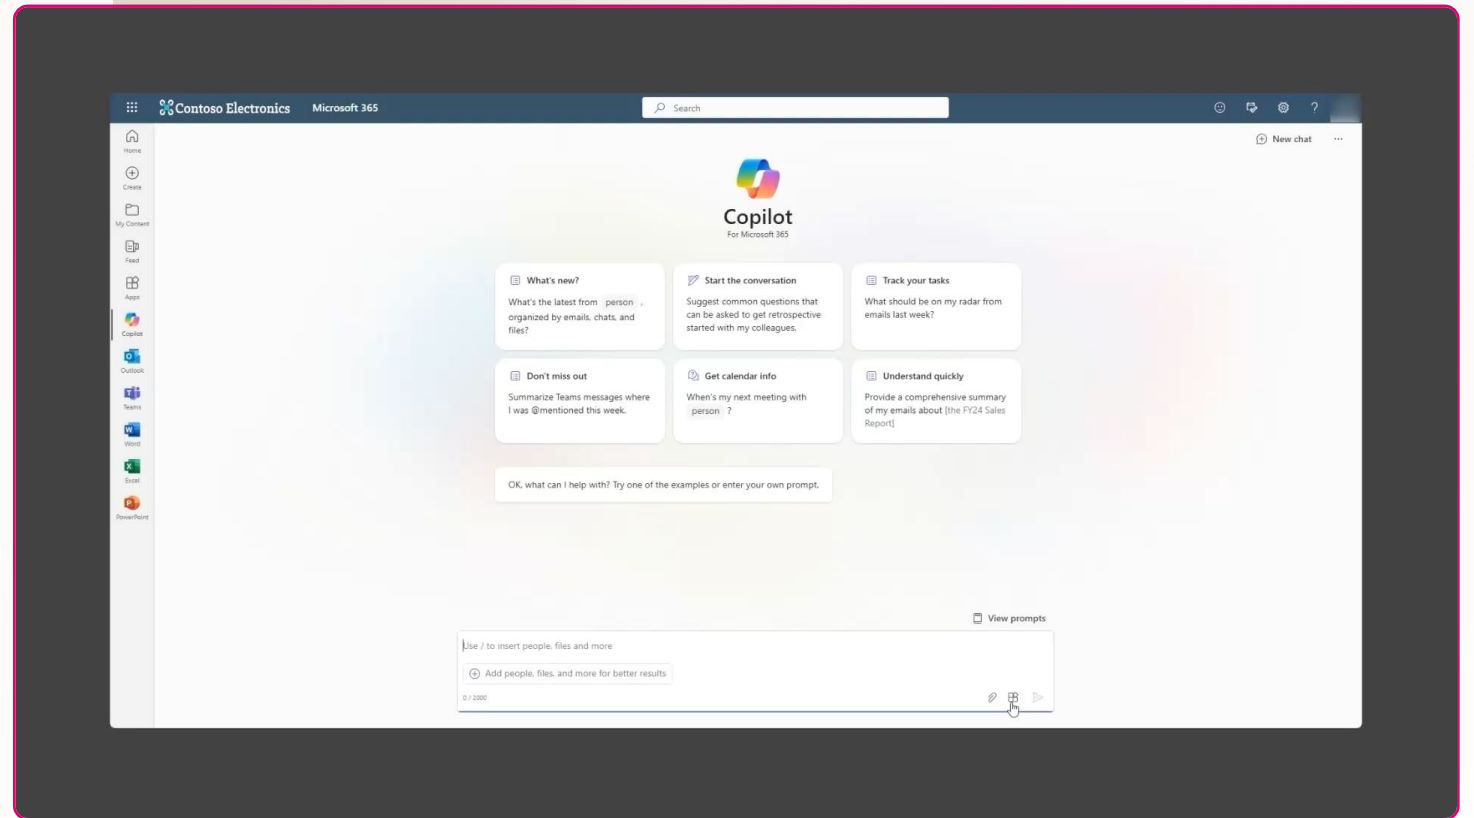 Contoso Electronics
Microsoft 365
Search
New chat
Home
Create
My Content
Feed
Apps
Copilot
Outlook
Teams
Word
Excel
PowerPoint
Copilot
For Microsoft 365
What's new?
What's the latest from person ,
organized by emails, chats, and
files?
Start the conversation
Suggest common questions that
can be asked to get retrospective
started with my colleagues.
Track your tasks
What should be on my radar from
emails last week?
Don't miss out
Summarize Teams messages where
I was @mentioned this week.
Get calendar info
When's my next meeting with
person ?
Understand quickly
Provide a comprehensive summary
of my emails about [the FY24 Sales
Report]
OK, what can I help with? Try one of the examples or enter your own prompt.
View prompts
Use / to insert people, files and more
Add people, files, and more for better results
0 / 2000